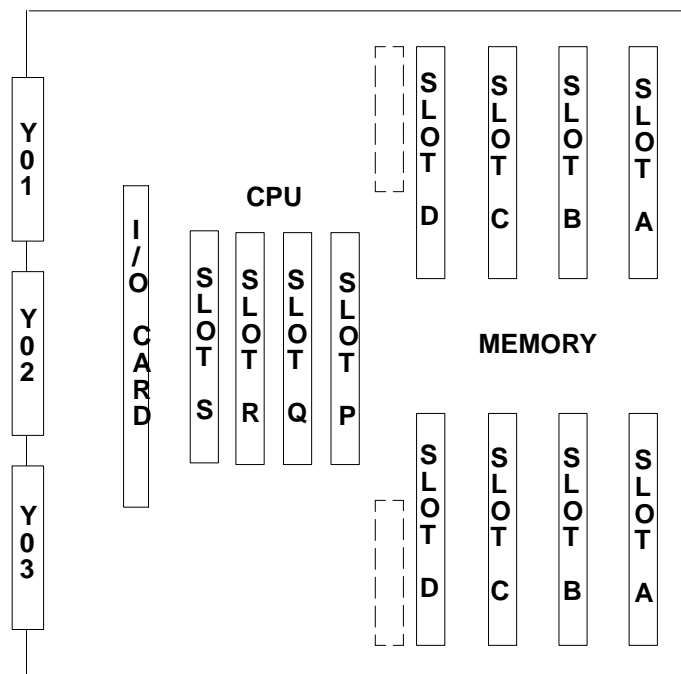 Y01
Y02
Y03
I/O CARD
CPU
SLOT S
SLOT R
SLOT Q
SLOT P
SLOT D
SLOT C
SLOT B
SLOT A
MEMORY
SLOT D
SLOT C
SLOT B
SLOT A